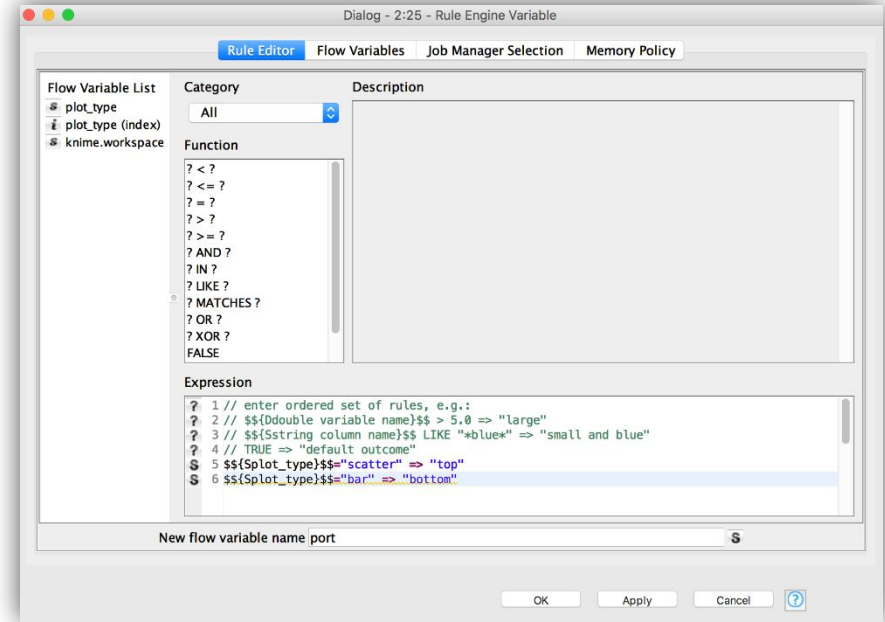 Dialog - 2:25 - Rule Engine Variable
Rule Editor Flow Variables Job Manager Selection Memory Policy
Flow Variable List
s plot_type
i plot_type (index)
s knime.workspace
Category
All
Function
? < ?
? <= ?
? = ?
? > ?
? >= ?
? AND ?
? IN ?
? LIKE ?
? MATCHES ?
? OR ?
? XOR ?
FALSE
Description
Expression
? 1 // enter ordered set of rules, e.g.:
? 2 // $${Ddouble variable name}$$ > 5.0 => "large"
? 3 // $${Sstring column name}$$ LIKE "*blue*" => "small and blue"
? 4 // TRUE => "default outcome"
S 5 $${Splot_type}$$="scatter" => "top"
S 6 $${Splot_type}$$="bar" => "bottom"
New flow variable name port S
OK Apply Cancel ?